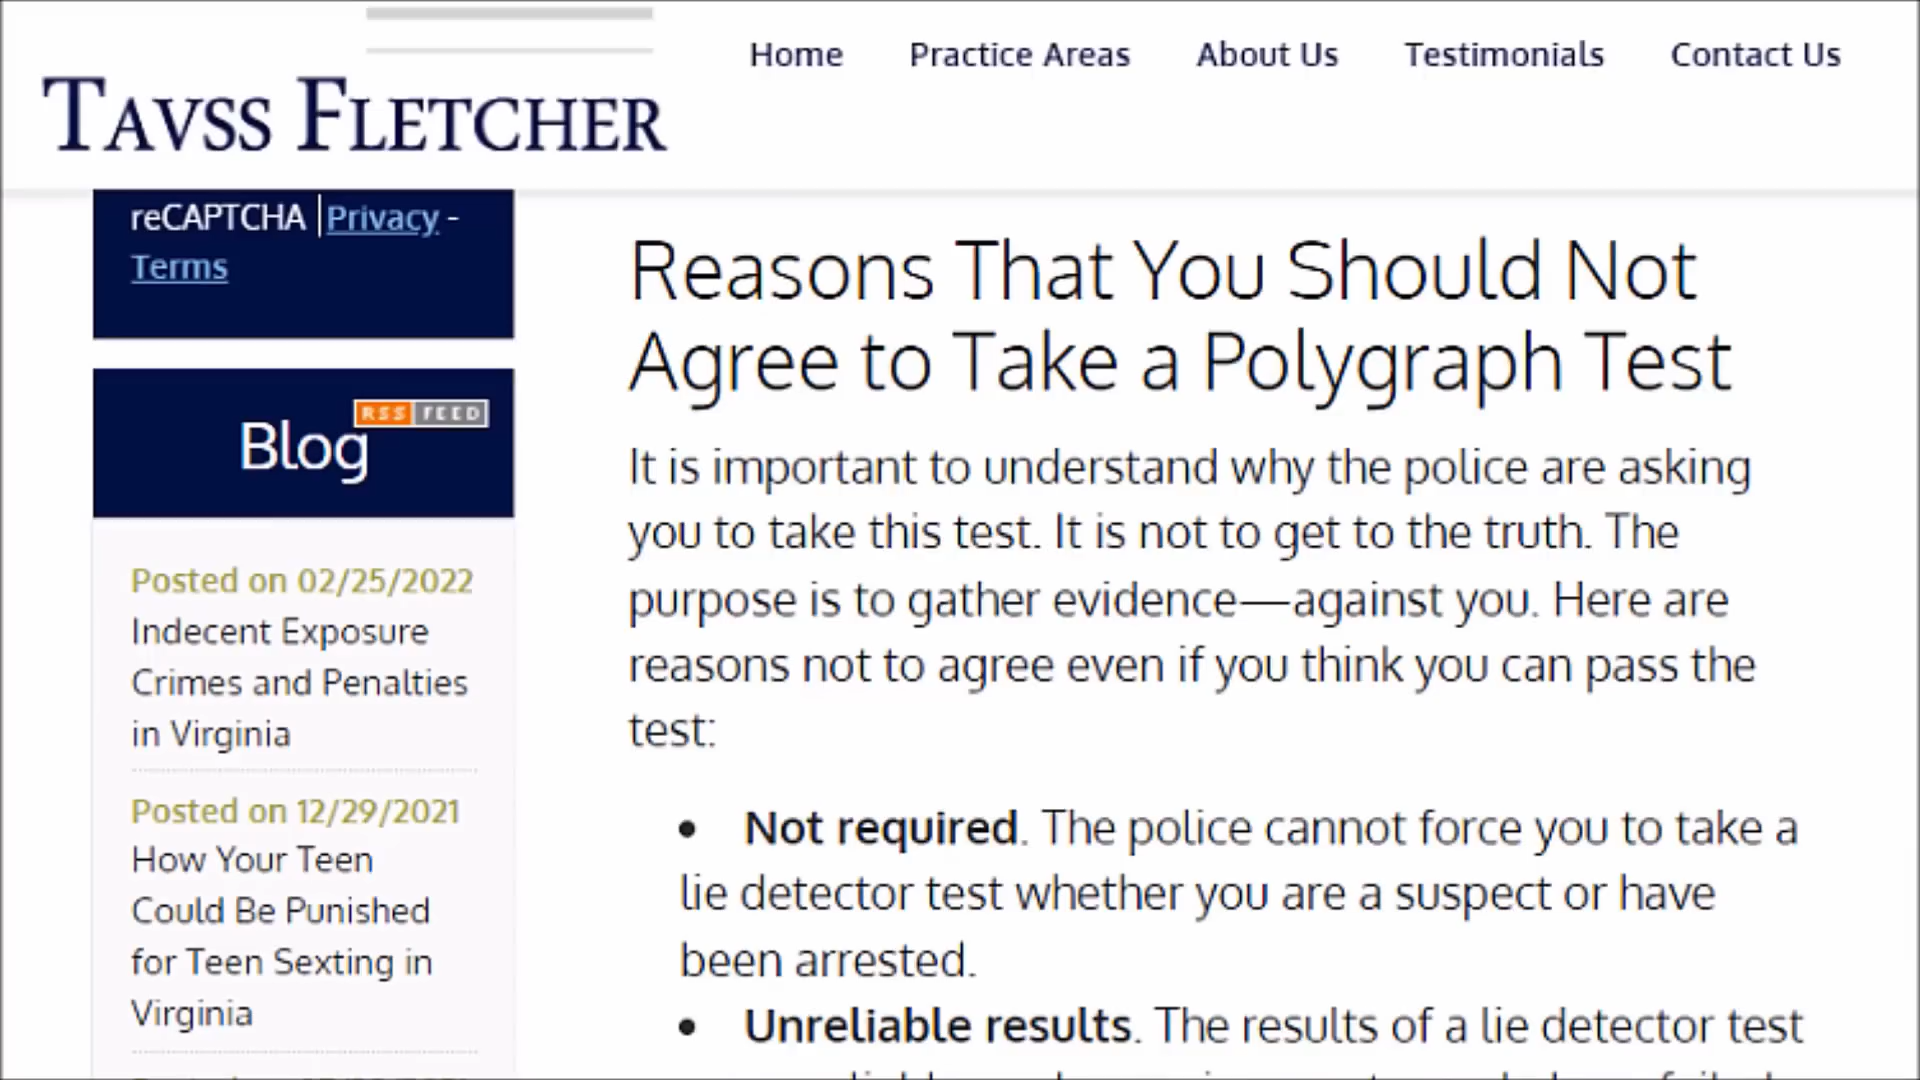 Home Practice Areas About Us Testimonials Contact Us
TAVSS FLETCHER
reCAPTCHA Privacy -
Terms
Blog
RSS FEED
Posted on 02/25/2022
Indecent Exposure
Crimes and Penalties
in Virginia
Posted on 12/29/2021
How Your Teen
Could Be Punished
for Teen Sexting in
Virginia
Reasons That You Should Not
Agree to Take a Polygraph Test
It is important to understand why the police are asking
you to take this test. It is not to get to the truth. The
purpose is to gather evidence—against you. Here are
reasons not to agree even if you think you can pass the
test:
• Not required. The police cannot force you to take a
lie detector test whether you are a suspect or have
been arrested.
• Unreliable results. The results of a lie detector test